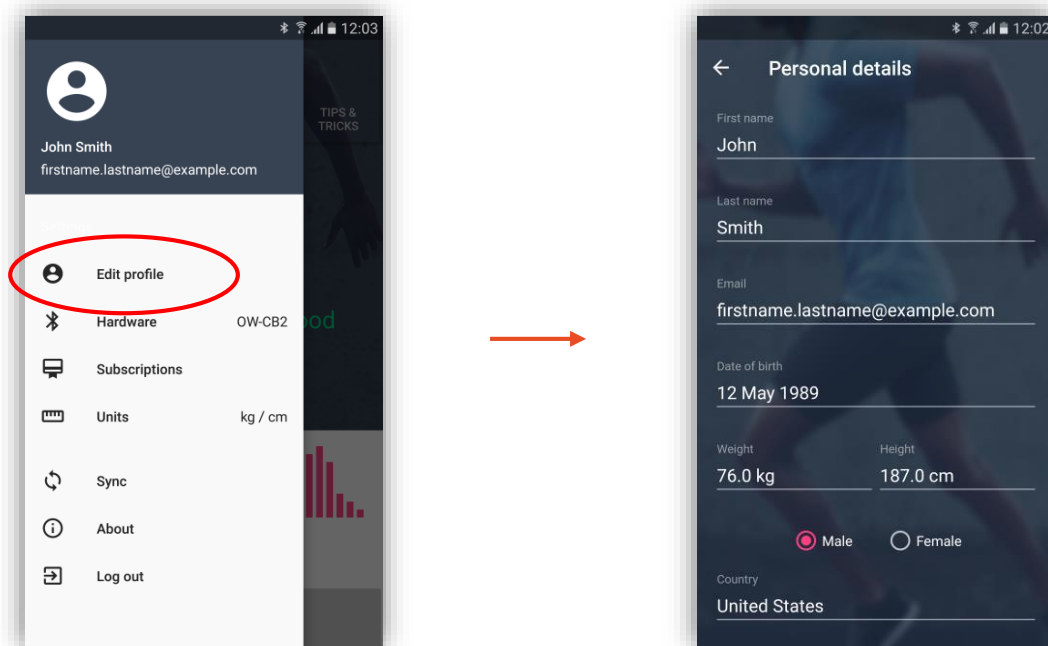 12:03
TIPS &
TRICKS
John Smith
firstname.lastname@example.com
Edit profile
Hardware OW-CB2
ood
Subscriptions
Units kg / cm
Sync
About
Log out
12:02
Personal details
First name
John
Last name
Smith
Email
firstname.lastname@example.com
Date of birth
12 May 1989
Weight Height
76.0 kg 187.0 cm
Male Female
Country
United States